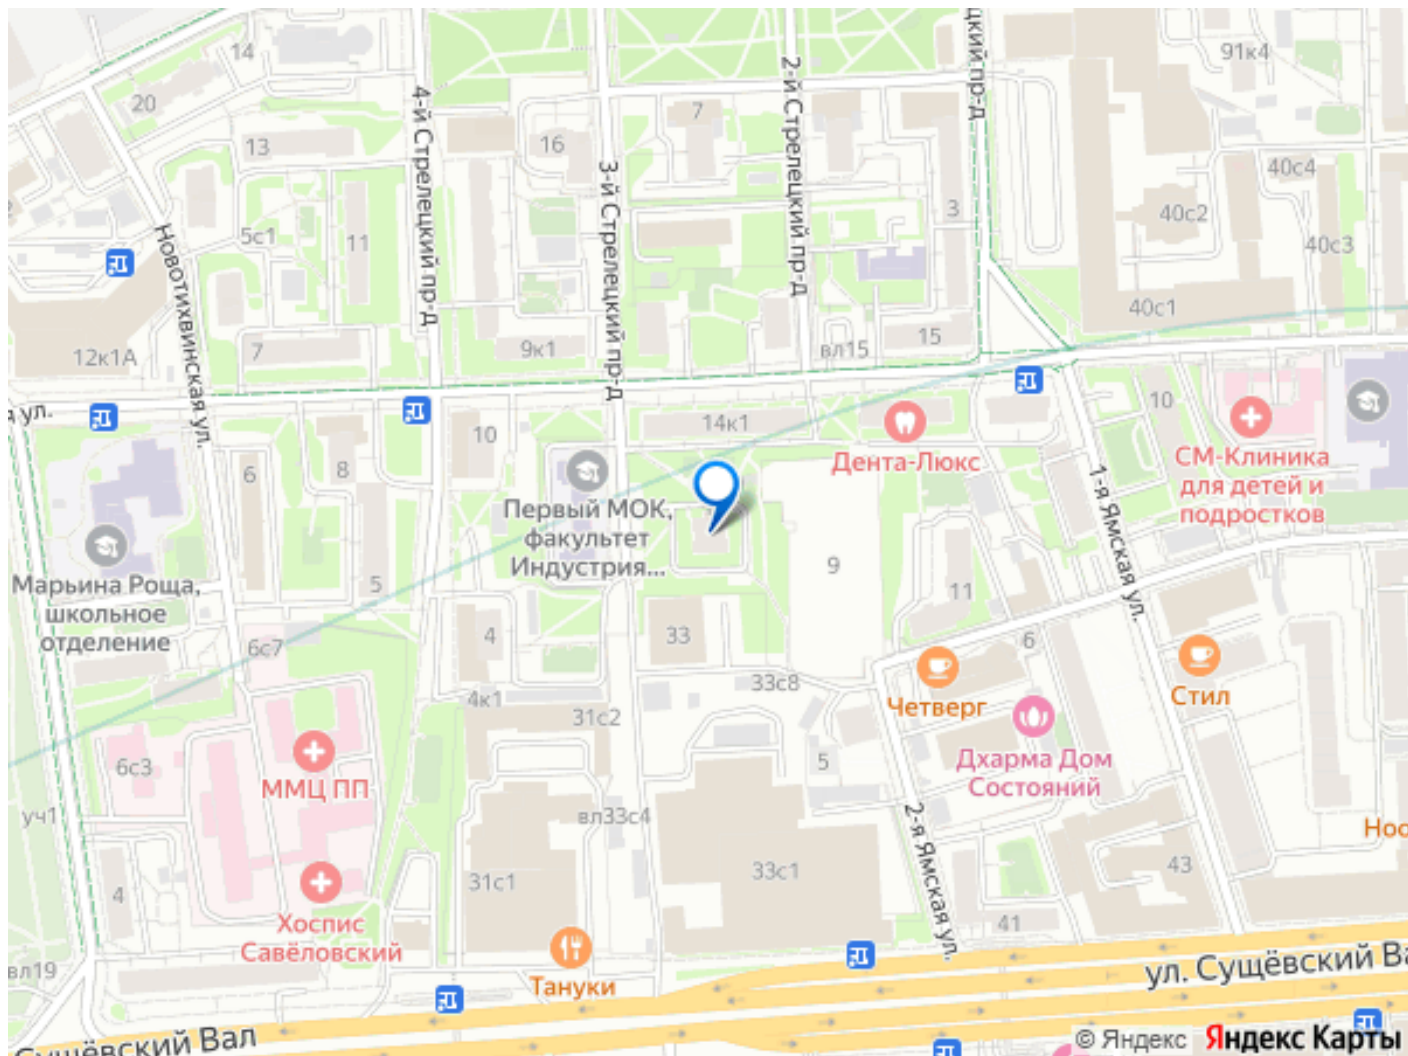 14
20
13
16
7
91к4
40с4
40с2
40с3
40с1
3
5с1
11
4-й Стрелецкий пр-д
3-й Стрелецкий пр-д
2-й Стрелецкий пр-д
цкий пр-д
Новотихвинская ул.
12к1А
7
9к1
вл15
15
ул.
14к1
10
10
6
8
Дента-Люкс
СМ-Клиника
для детей и
подростков
Первый МОК,
факультет
Индустрия...
1-я Ямская ул.
9
11
5
Марьина Роща,
школьное
отделение
6с7
4
33
6
33с8
Четверг
Стил
4к1
31с2
5
Дхарма Дом
Состояний
6с3
ММЦ ПП
уч1
вл33с4
2-я Ямская ул.
Ноо
43
31с1
33с1
4
Хоспис
Савёловский
41
вл19
Тануки
ул. Сущёвский Ва
Сущёвский Вал
© Яндекс Яндекс Карты